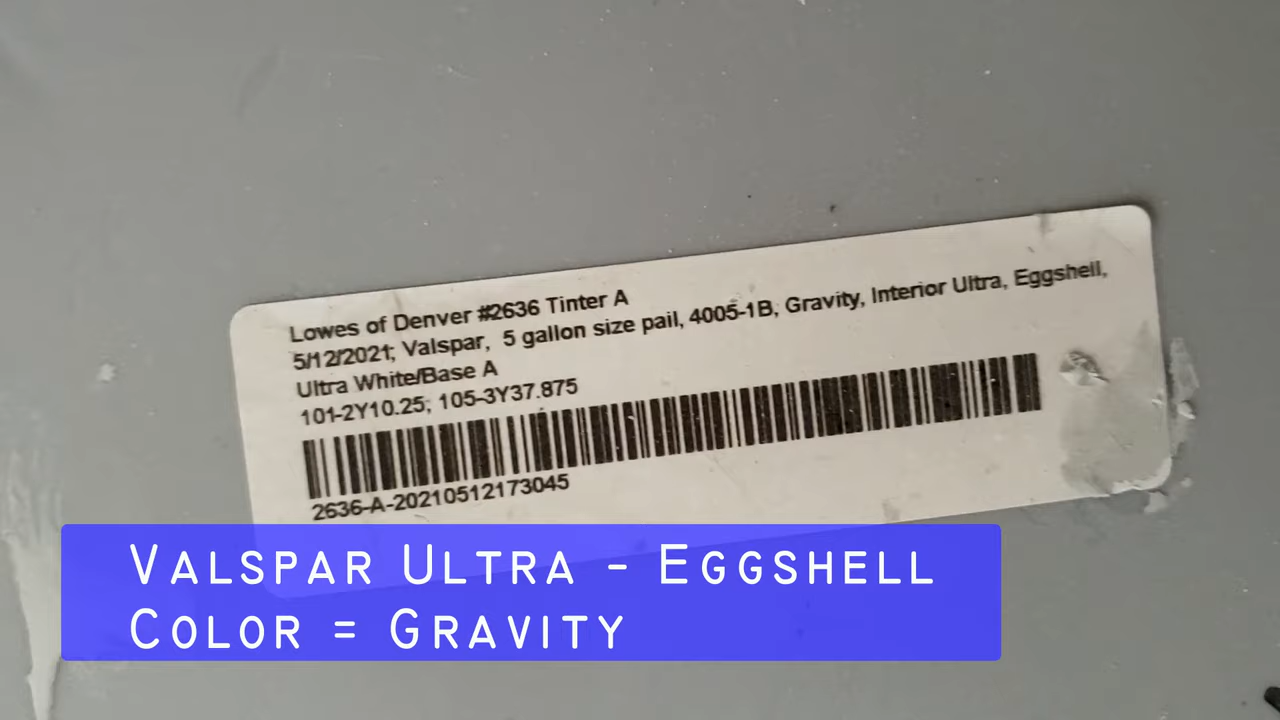 Lowes of Denver #2636 Tinter A
5/12/2021; Valspar, 5 gallon size pail, 4005-1B, Gravity, Interior Ultra, Eggshell,
Ultra White/Base A
101-2Y10.25; 105-3Y37.875
2636-A-20210512173045
VALSPAR ULTRA - EGGSHELL
COLOR = GRAVITY